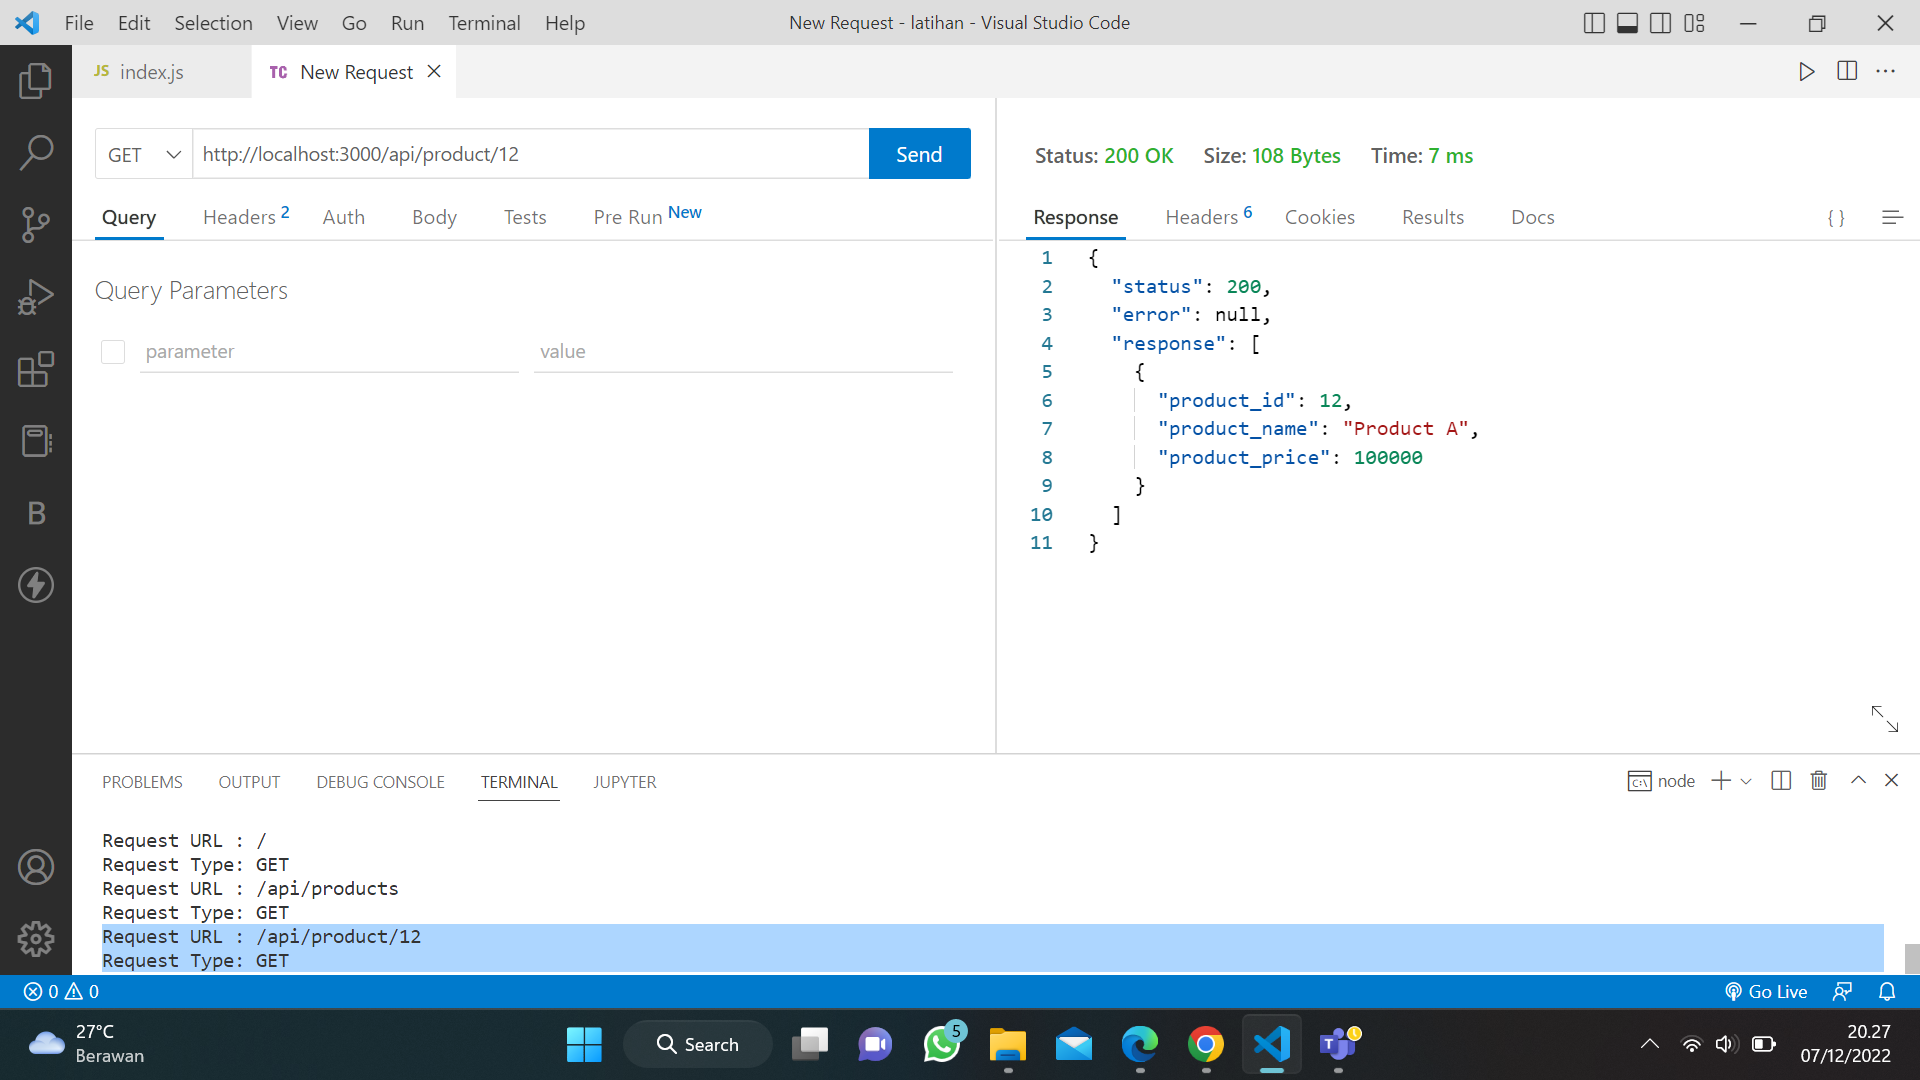 File Edit Selection View Go Run Terminal Help
New Request - latihan - Visual Studio Code
JS index.js
TC New Request
GET http://localhost:3000/api/product/12 Send
Query Headers 2 Auth Body Tests Pre Run New
Query Parameters
parameter value
Status: 200 OK Size: 108 Bytes Time: 7 ms
Response Headers 6 Cookies Results Docs { }
1 {
2 "status": 200,
3 "error": null,
4 "response": [
5 {
6 "product_id": 12,
7 "product_name": "Product A",
8 "product_price": 100000
9 }
10 ]
11 }
B
PROBLEMS OUTPUT DEBUG CONSOLE TERMINAL JUPYTER
node
Request URL : /
Request Type: GET
Request URL : /api/products
Request Type: GET
Request URL : /api/product/12
Request Type: GET
0 0
Go Live
27°C
Berawan
Search
5
20.27
07/12/2022